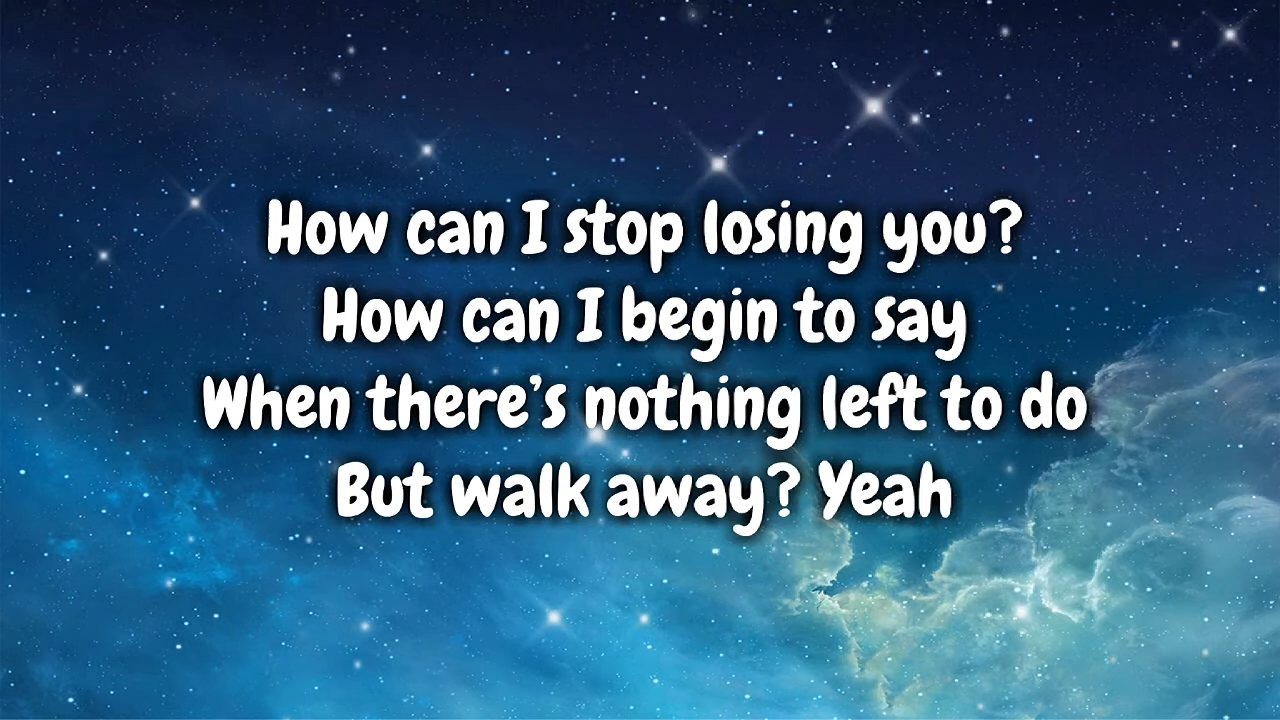 How can I stop losing you?
How can I begin to say
When there’s nothing left to do
But walk away? Yeah